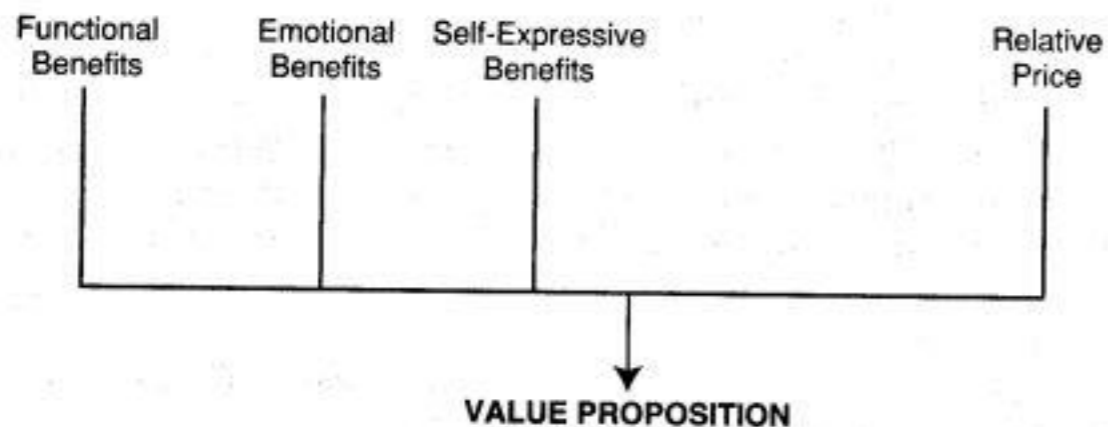 Functional
Benefits
Emotional
Benefits
Self-Expressive
Benefits
Relative
Price
VALUE PROPOSITION